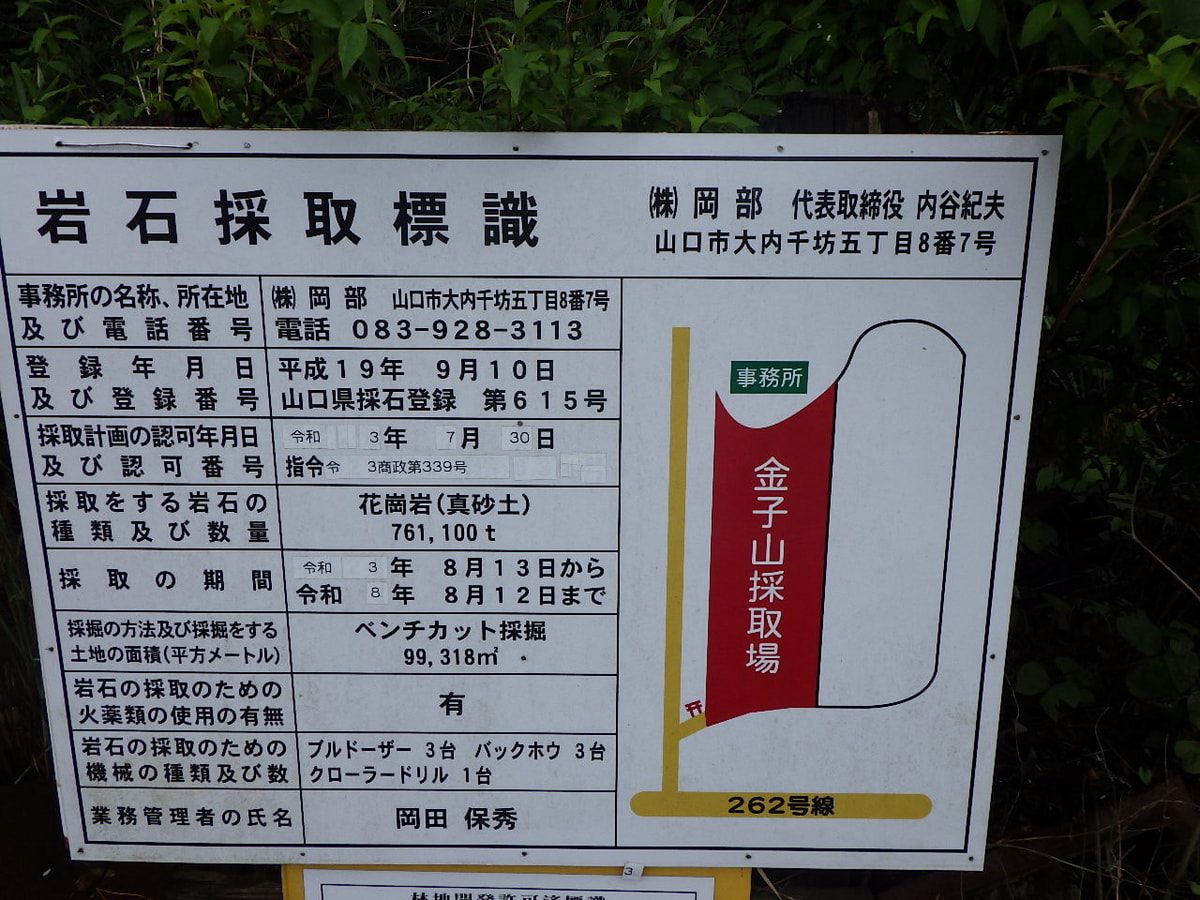 岩石採取標識
㈱岡部 代表取締役 内谷紀夫
山口市大内千坊五丁目8番7号
事務所の名称、所在地
及び電話番号
㈱岡部 山口市大内千坊五丁目8番7号
電話 083-928-3113
登録年月日
及び登録番号
平成19年 9月10日
山口県採石登録 第615号
採取計画の認可年月日
及び認可番号
令和 3年 7月 30日
指令令 3商政第339号
採取をする岩石の
種類及び数量
花崗岩(真砂土)
761,100t
採取の期間
令和 3年 8月13日から
令和 8年 8月12日まで
採掘の方法及び採掘をする
土地の面積(平方メートル)
ベンチカット採掘
99,318㎡
岩石の採取のための
火薬類の使用の有無
有
岩石の採取のための
機械の種類及び数
ブルドーザー 3台 バックホウ 3台
クローラードリル 1台
業務管理者の氏名
岡田 保秀
事務所
金子山採取場
262号線
3
林地開発許可済標識